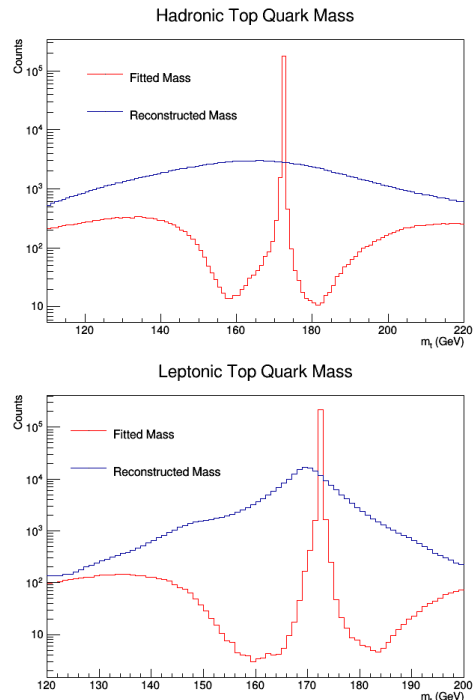 Hadronic Top Quark Mass
Counts
10^5
Fitted Mass
Reconstructed Mass
10^4
10^3
10^2
10
120 140 160 180 200 220
m_t (GeV)
Leptonic Top Quark Mass
Counts
10^5
Fitted Mass
Reconstructed Mass
10^4
10^3
10^2
10
120 130 140 150 160 170 180 190 200
m_t (GeV)